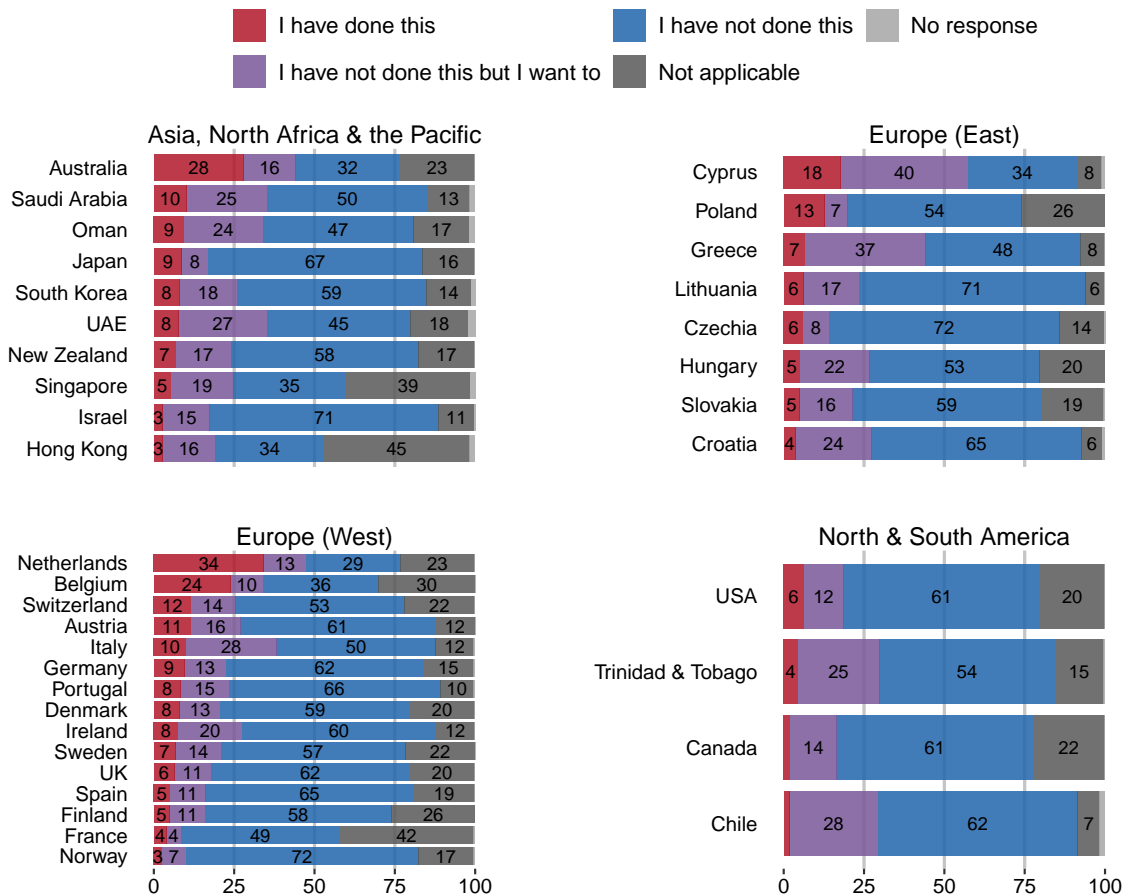 I have done this
I have not done this
No response
I have not done this but I want to
Not applicable
Asia, North Africa & the Pacific
Australia 28 16 32 23
Saudi Arabia 10 25 50 13
Oman 9 24 47 17
Japan 9 8 67 16
South Korea 8 18 59 14
UAE 8 27 45 18
New Zealand 7 17 58 17
Singapore 5 19 35 39
Israel 3 15 71 11
Hong Kong 3 16 34 45
Europe (East)
Cyprus 18 40 34 8
Poland 13 7 54 26
Greece 7 37 48 8
Lithuania 6 17 71 6
Czechia 6 8 72 14
Hungary 5 22 53 20
Slovakia 5 16 59 19
Croatia 4 24 65 6
Europe (West)
Netherlands 34 13 29 23
Belgium 24 10 36 30
Switzerland 12 14 53 22
Austria 11 16 61 12
Italy 10 28 50 12
Germany 9 13 62 15
Portugal 8 15 66 10
Denmark 8 13 59 20
Ireland 8 20 60 12
Sweden 7 14 57 22
UK 6 11 62 20
Spain 5 11 65 19
Finland 5 11 58 26
France 4 4 49 42
Norway 3 7 72 17
0 25 50 75 100
North & South America
USA 6 12 61 20
Trinidad & Tobago 4 25 54 15
Canada 14 61 22
Chile 28 62 7
0 25 50 75 100